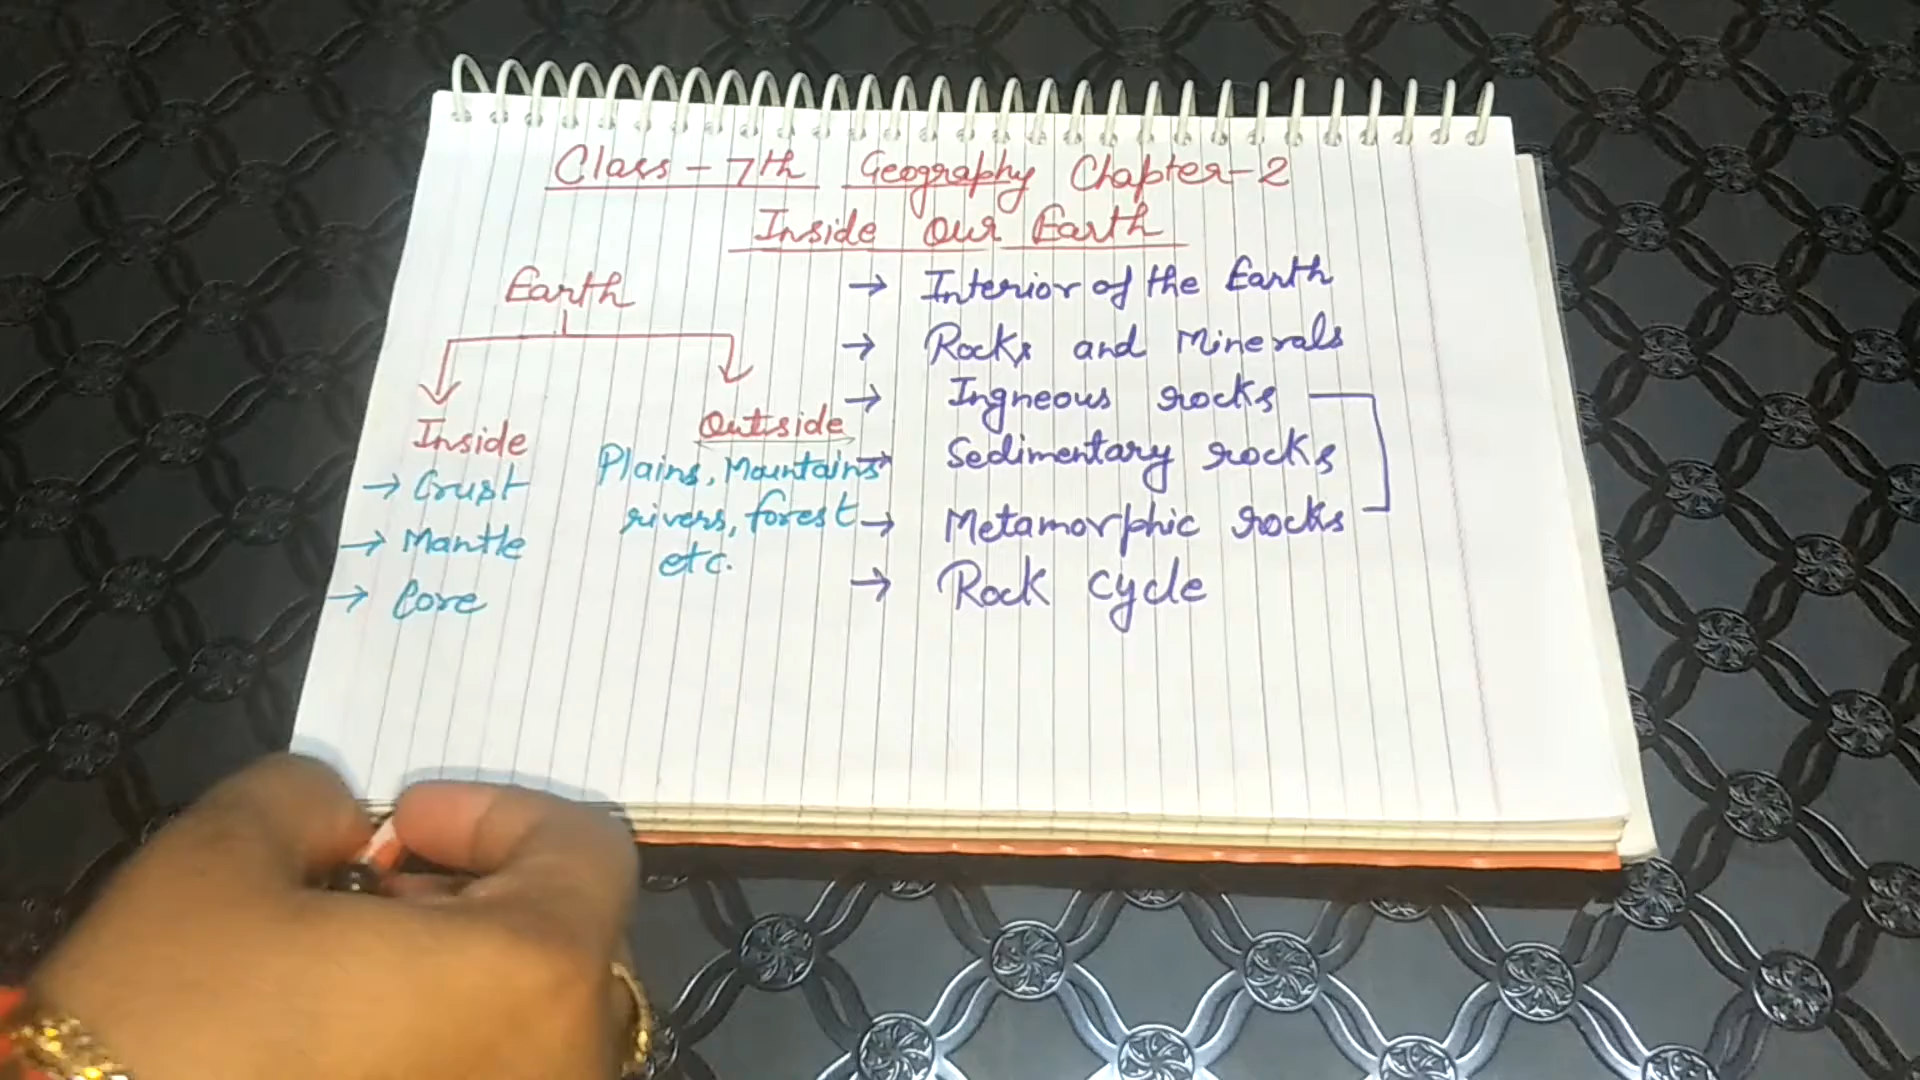 Class - 7th Geography Chapter-2
Inside Our Earth
Earth
Inside
→ Crust
→ Mantle
→ Core
Outside
Plains, Mountains
rivers, forest
etc.
→ Interior of the Earth
→ Rocks and Minerals
→ Ingneous rocks
→ Sedimentary rocks
→ Metamorphic rocks
→ Rock Cycle